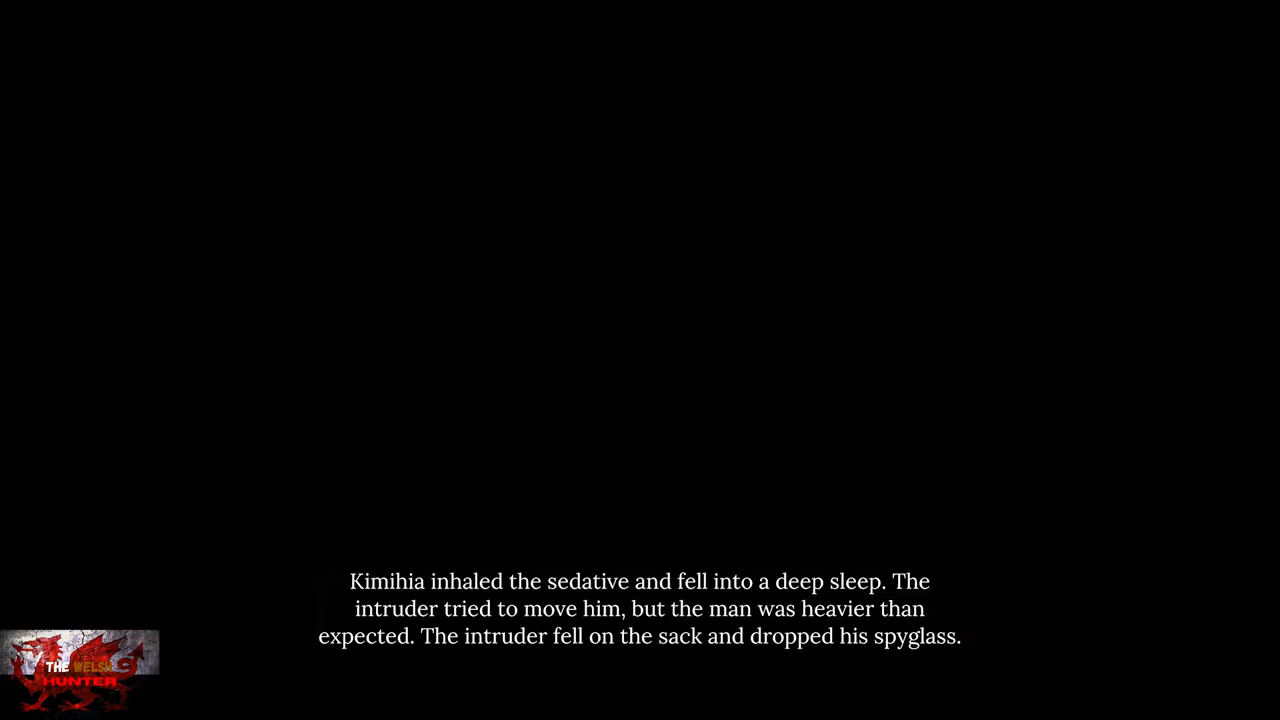 Kimihia inhaled the sedative and fell into a deep sleep. The
intruder tried to move him, but the man was heavier than
expected. The intruder fell on the sack and dropped his spyglass.
THE WELSH
HUNTER